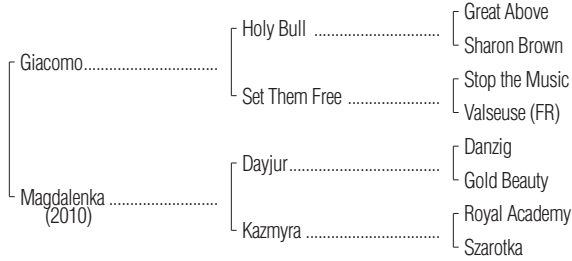 Great Above
Holy Bull ........................
Sharon Brown
Giacomo..............................
Stop the Music
Set Them Free .................
Valseuse (FR)
Danzig
Dayjur............................
Gold Beauty
Magdalenka ........................
(2010)
Royal Academy
Kazmyra .........................
Szarotka